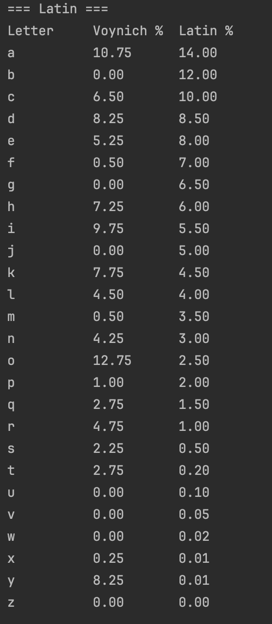 === Latin ===
Letter Voynich % Latin %
a 10.75 14.00
b 0.00 12.00
c 6.50 10.00
d 8.25 8.50
e 5.25 8.00
f 0.50 7.00
g 0.00 6.50
h 7.25 6.00
i 9.75 5.50
j 0.00 5.00
k 7.75 4.50
l 4.50 4.00
m 0.50 3.50
n 4.25 3.00
o 12.75 2.50
p 1.00 2.00
q 2.75 1.50
r 4.75 1.00
s 2.25 0.50
t 2.75 0.20
u 0.00 0.10
v 0.00 0.05
w 0.00 0.02
x 0.25 0.01
y 8.25 0.01
z 0.00 0.00